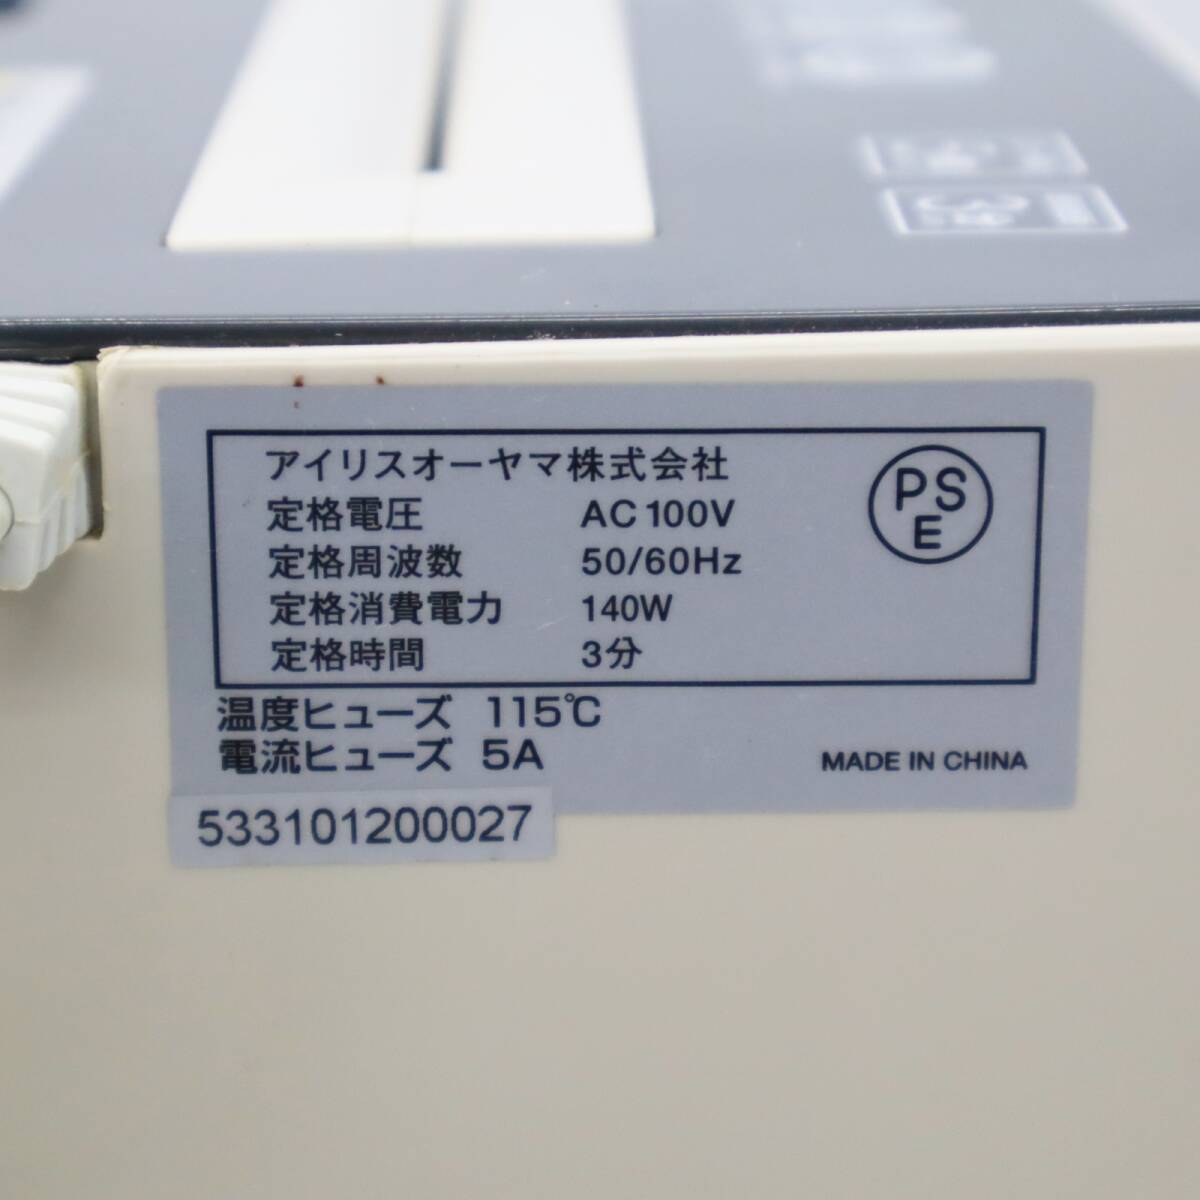 アイリスオーヤマ株式会社
定格電圧 AC100V
定格周波数 50/60Hz
定格消費電力 140W
定格時間 3分
PSE
温度ヒューズ 115℃
電流ヒューズ 5A
MADE IN CHINA
533101200027